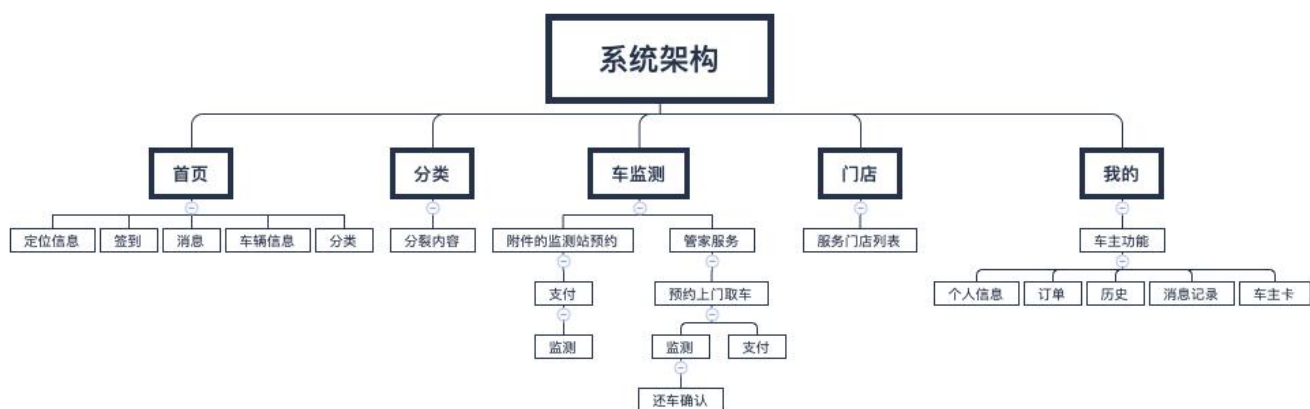 系统架构
首页
分类
车监测
门店
我的
定位信息
签到
消息
车辆信息
分类
分裂内容
附件的监测站预约
管家服务
服务门店列表
车主功能
支付
预约上门取车
个人信息
订单
历史
消息记录
车主卡
监测
监测
支付
还车确认